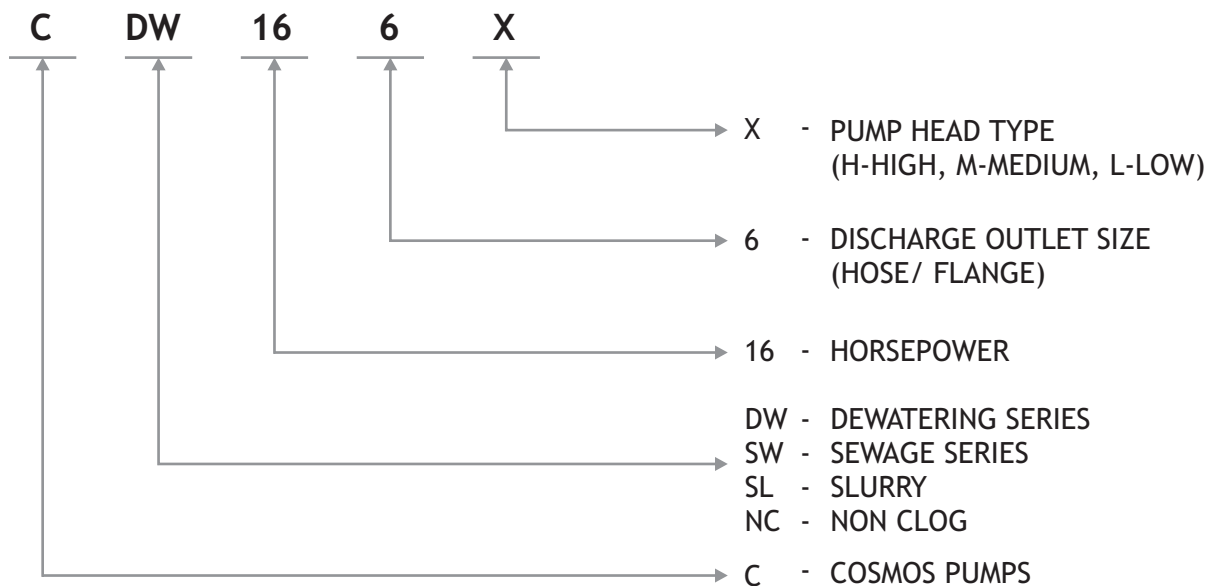 C DW 16 6 X
X - PUMP HEAD TYPE
(H-HIGH, M-MEDIUM, L-LOW)
6 - DISCHARGE OUTLET SIZE
(HOSE/ FLANGE)
16 - HORSEPOWER
DW - DEWATERING SERIES
SW - SEWAGE SERIES
SL - SLURRY
NC - NON CLOG
C - COSMOS PUMPS